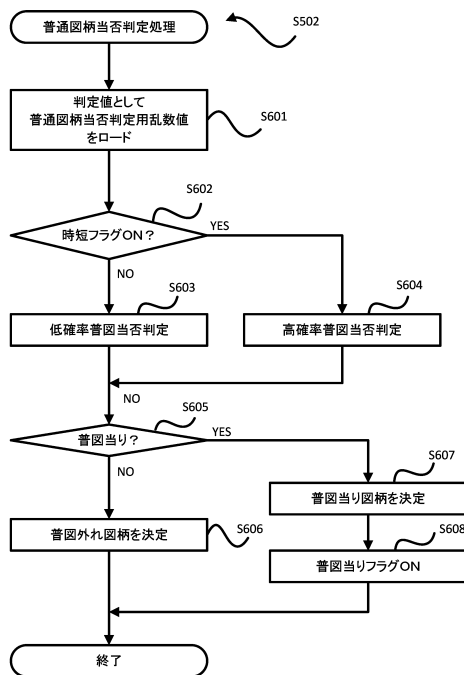 普通図柄当否判定処理
S502
判定値として
普通図柄当否判定用乱数値
をロード
S601
S602
時短フラグON?
YES
NO
S603
S604
低確率普図当否判定
高確率普図当否判定
NO
S605
普図当り?
YES
NO
S607
普図当り図柄を決定
普図外れ図柄を決定
S606
S608
普図当りフラグON
終了